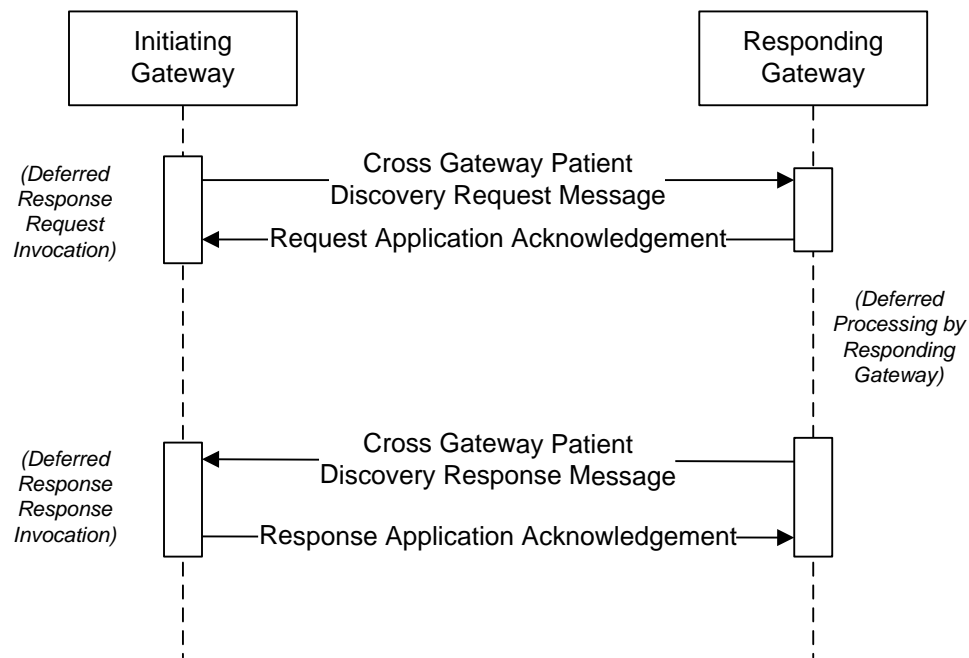 Initiating
Gateway
Responding
Gateway
(Deferred
Response
Request
Invocation)
Cross Gateway Patient
Discovery Request Message
Request Application Acknowledgement
(Deferred
Processing by
Responding
Gateway)
(Deferred
Response
Response
Invocation)
Cross Gateway Patient
Discovery Response Message
Response Application Acknowledgement